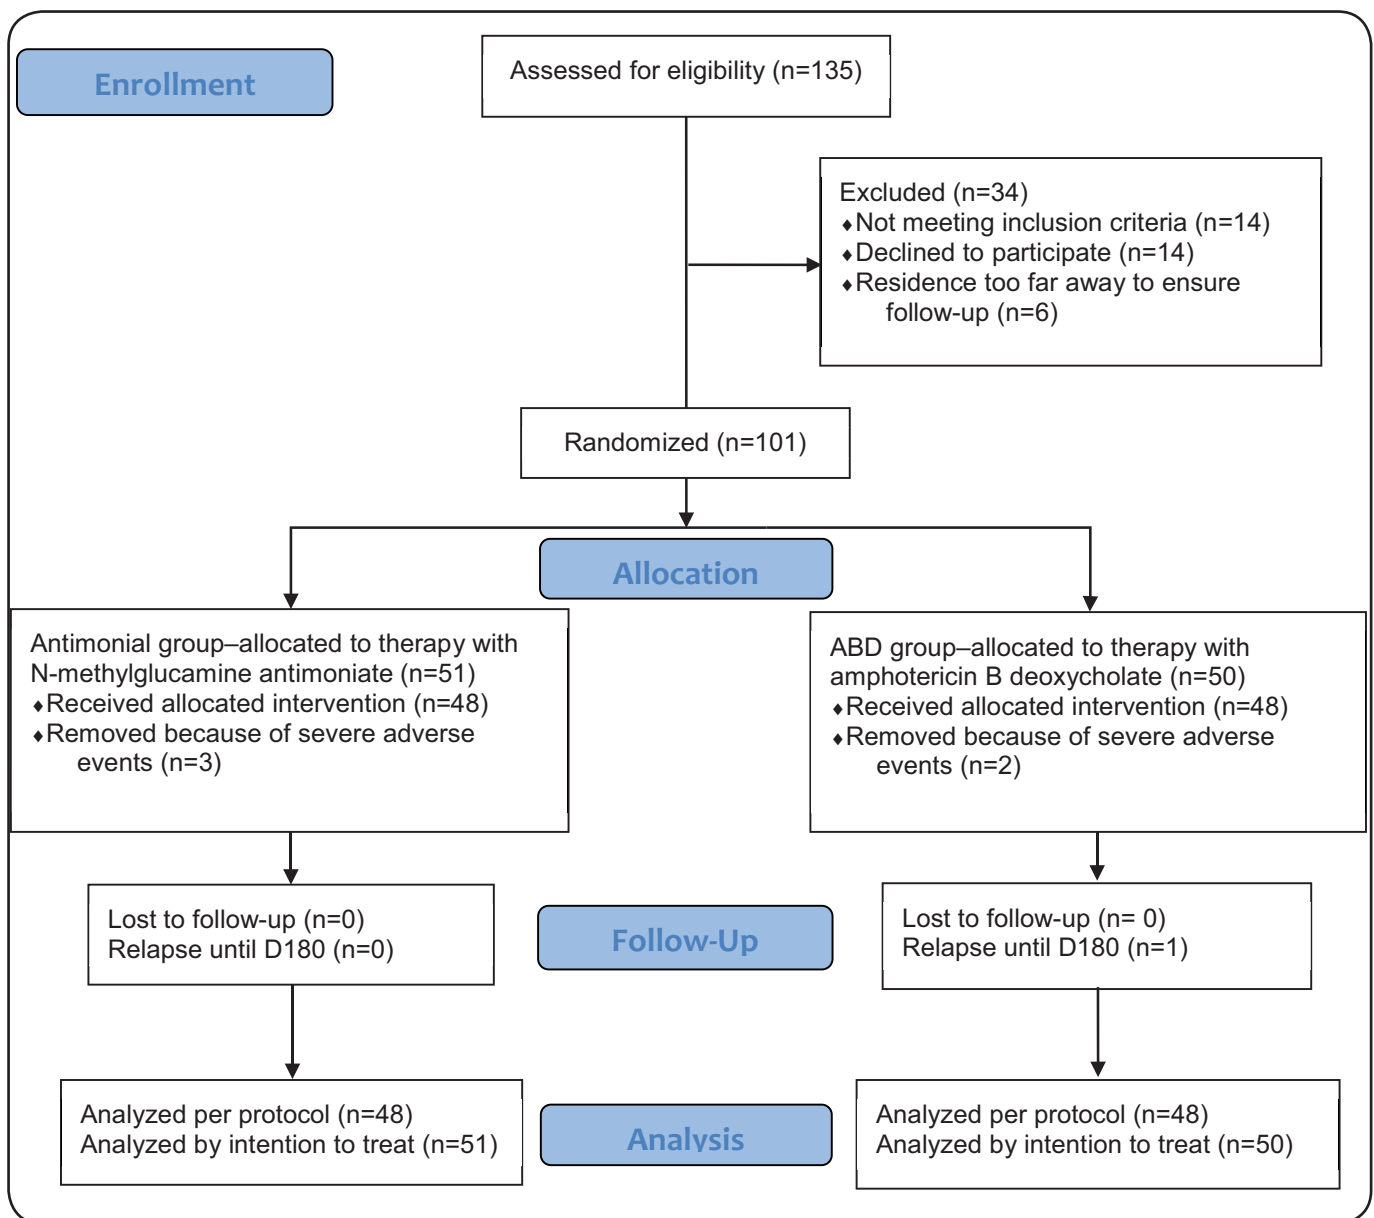 Enrollment
Assessed for eligibility (n=135)
Excluded (n=34)
♦Not meeting inclusion criteria (n=14)
♦Declined to participate (n=14)
♦Residence too far away to ensure
follow-up (n=6)
Randomized (n=101)
Allocation
Antimonial group–allocated to therapy with
N-methylglucamine antimoniate (n=51)
♦Received allocated intervention (n=48)
♦Removed because of severe adverse
events (n=3)
ABD group–allocated to therapy with
amphotericin B deoxycholate (n=50)
♦Received allocated intervention (n=48)
♦Removed because of severe adverse
events (n=2)
Lost to follow-up (n=0)
Relapse until D180 (n=0)
Follow-Up
Lost to follow-up (n= 0)
Relapse until D180 (n=1)
Analyzed per protocol (n=48)
Analyzed by intention to treat (n=51)
Analysis
Analyzed per protocol (n=48)
Analyzed by intention to treat (n=50)